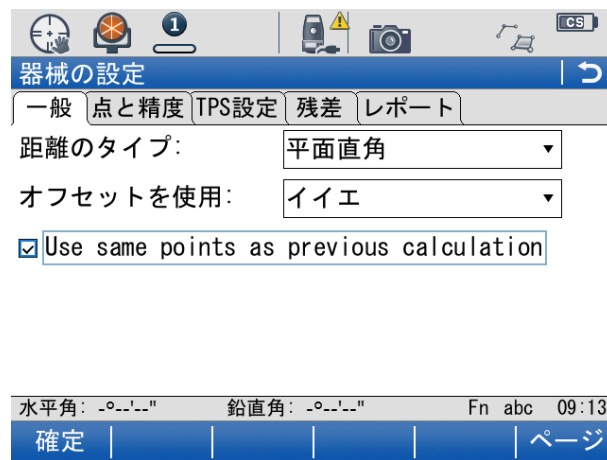 1
CS
器械の設定
一般 点と精度 TPS設定 残差 レポート
距離のタイプ: 平面直角
オフセットを使用: イイエ
Use same points as previous calculation
水平角: -°--'--" 鉛直角: -°--'--" Fn abc 09:13
確定 ページ